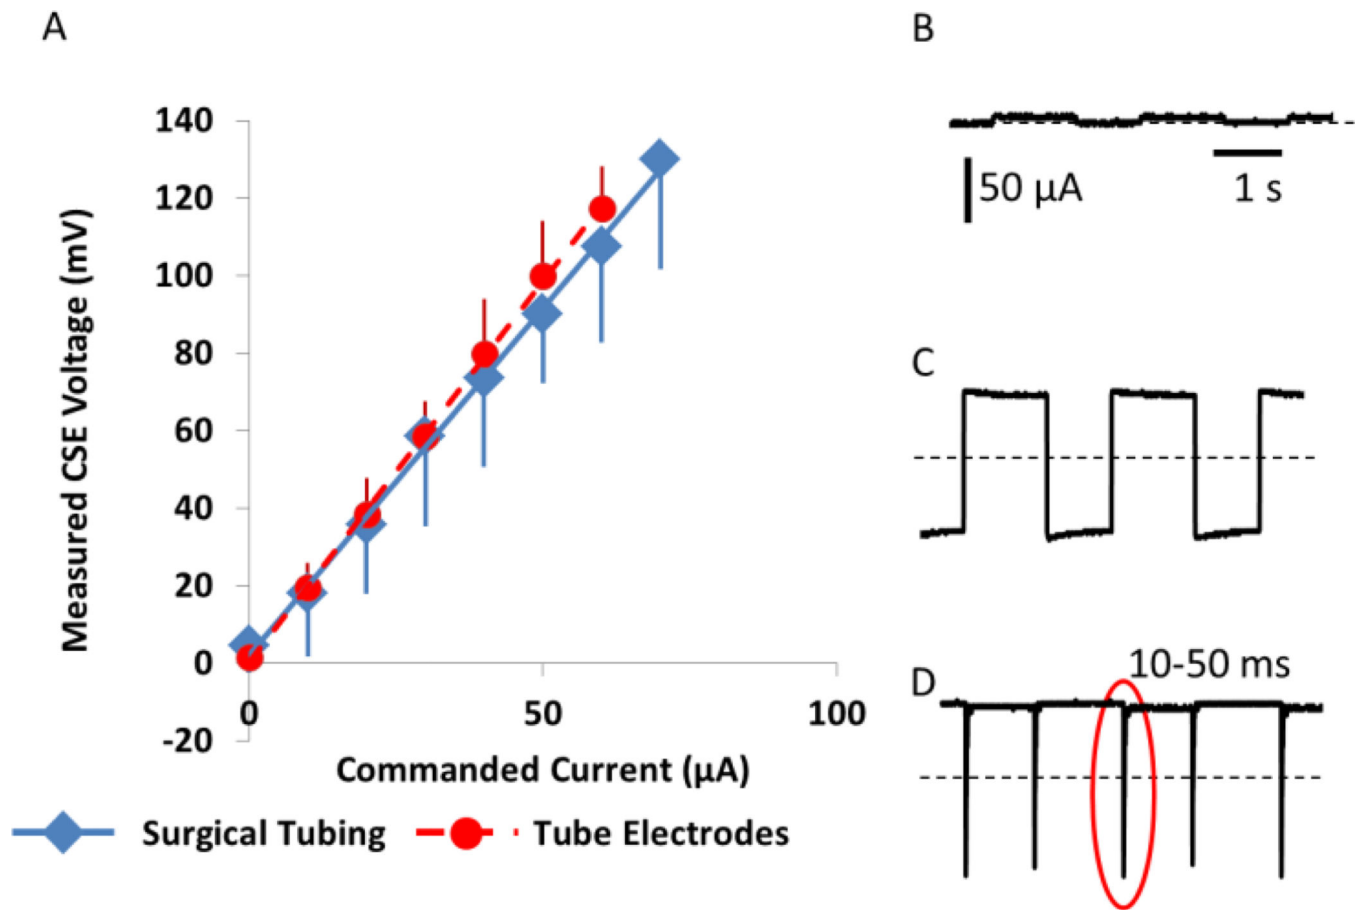 A
140
120
100
80
60
40
20
0
-20
0
50
100
Measured CSE Voltage (mV)
Commanded Current (µA)
Surgical Tubing
Tube Electrodes
B
50 µA
1 s
C
D
10-50 ms